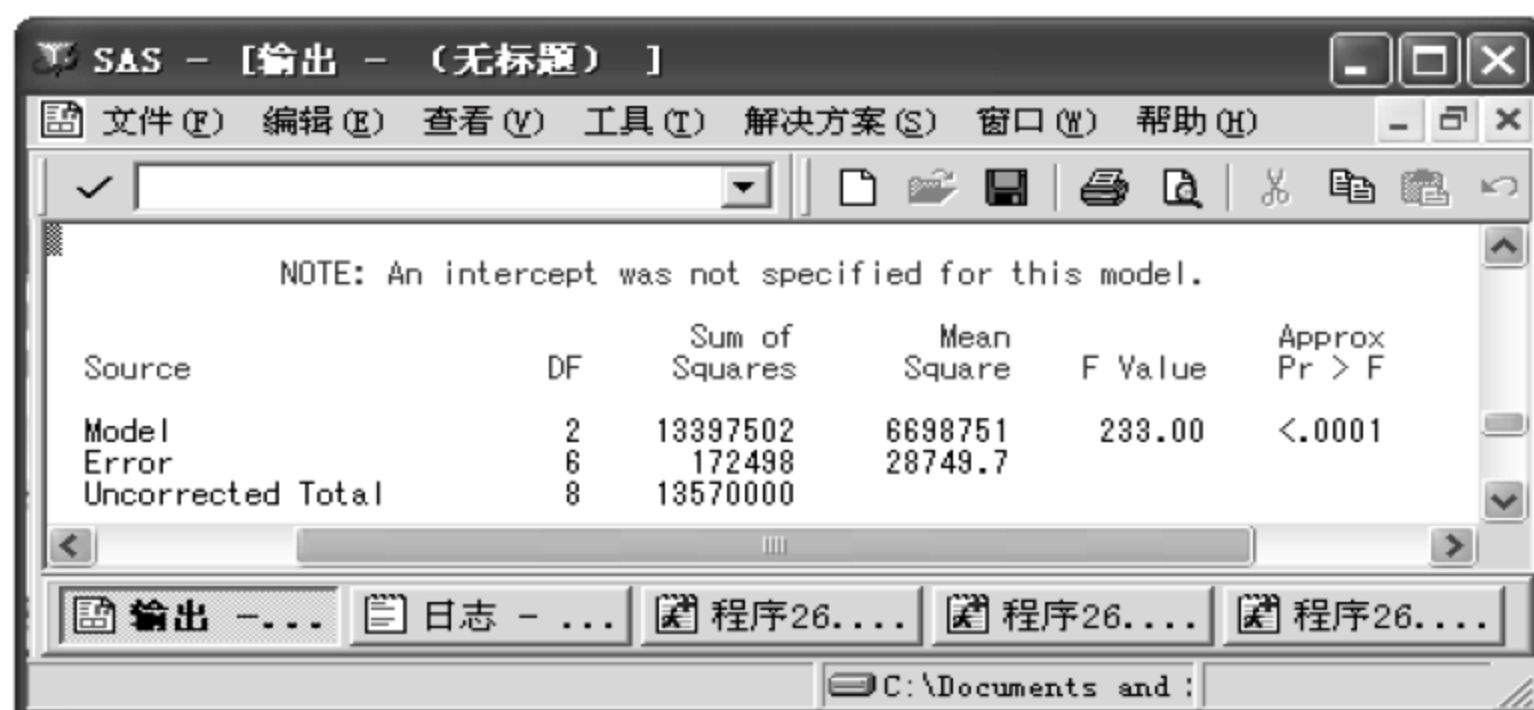 SAS - [输出 - （无标题） ]
文件(F) 编辑(E) 查看(V) 工具(T) 解决方案(S) 窗口(W) 帮助(H)
NOTE: An intercept was not specified for this model.
Sum of Mean Approx
Source DF Squares Square F Value Pr > F
Model 2 13397502 6698751 233.00 <.0001
Error 6 172498 28749.7
Uncorrected Total 8 13570000
输出 -... 日志 - ... 程序26.... 程序26.... 程序26....
C:\Documents and :